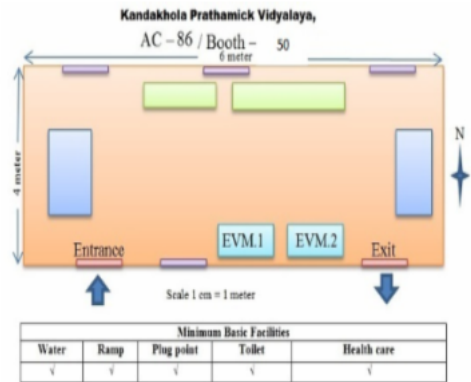 Kandakhola Prathamick Vidyalaya,
AC – 86 / Booth – 50
6 meter
4 meter
N
EVM.1 EVM.2
Entrance Exit
Scale 1 cm = 1 meter
Minimum Basic Facilities
Water Ramp Plug point Toilet Health care
√ √ √ √ √